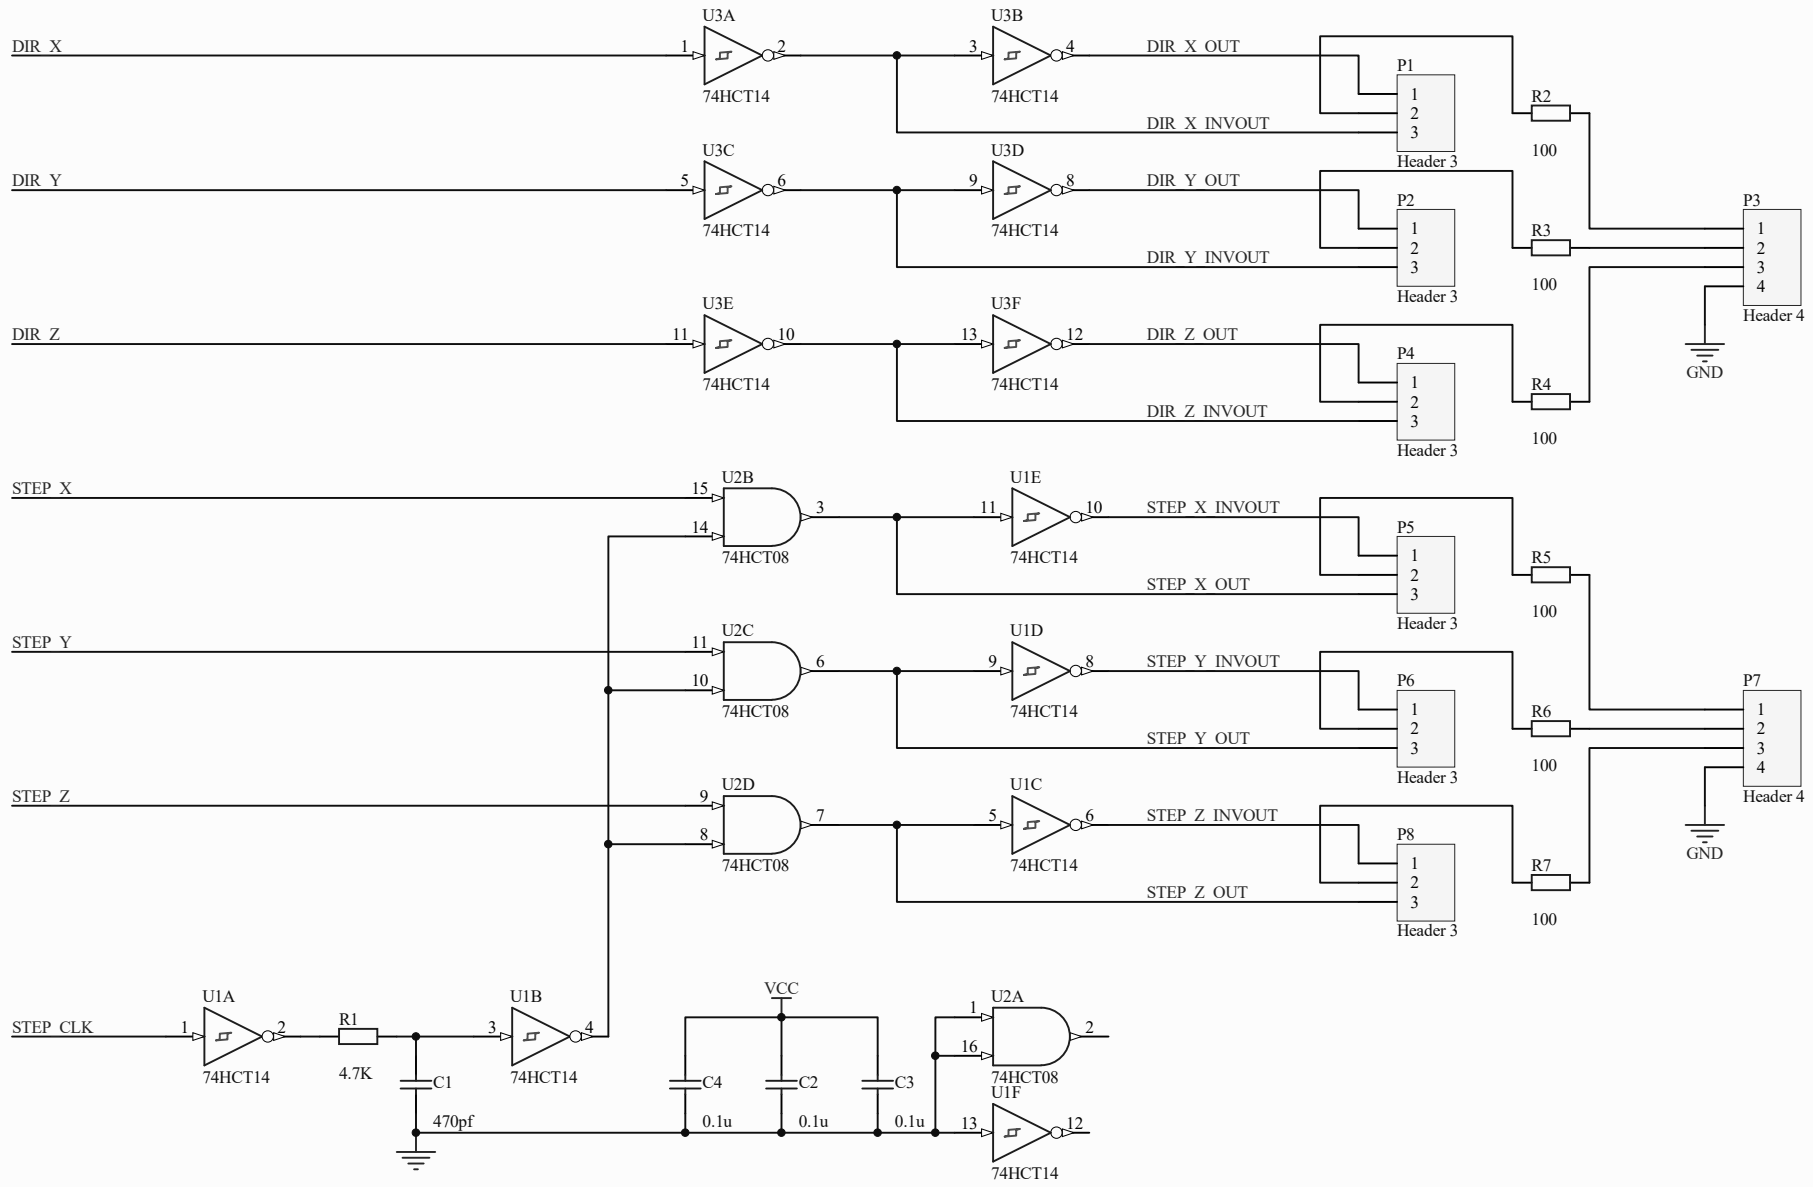 U3A U3B
DIR_X 1 2 3 4 DIR_X_OUT
P1
74HCT14 74HCT14 1 R2
2
DIR_X_INVOUT 3
100
Header 3
U3C U3D
DIR_Y 5 6 9 8 DIR_Y_OUT
P2 P3
74HCT14 74HCT14 1 R3 1
2 2
DIR_Y_INVOUT 3 3
100 4
Header 3
U3E U3F Header 4
DIR_Z 11 10 13 12 DIR_Z_OUT
P4 GND
74HCT14 74HCT14 1 R4
2
DIR_Z_INVOUT 3
100
Header 3
U2B U1E
STEP_X 15
3 11 10 STEP_X_INVOUT
14 P5
74HCT08 74HCT14 1 R5
2
STEP_X_OUT 3
100
Header 3
U2C U1D
STEP_Y 11
6 9 8 STEP_Y_INVOUT
10 P6 P7
74HCT08 74HCT14 1 R6 1
2 2
STEP_Y_OUT 3 3
100 4
Header 3
U2D U1C Header 4
STEP_Z 9
7 5 6 STEP_Z_INVOUT
8 P8 GND
74HCT08 74HCT14 1 R7
2
STEP_Z_OUT 3
100
Header 3
U1A U1B VCC U2A
1
STEP_CLK 1 2 R1 3 4 2
16
74HCT14 4.7K C1 74HCT14 C4 C2 C3 74HCT08
U1F
470pf 0.1u 0.1u 0.1u 13 12
74HCT14